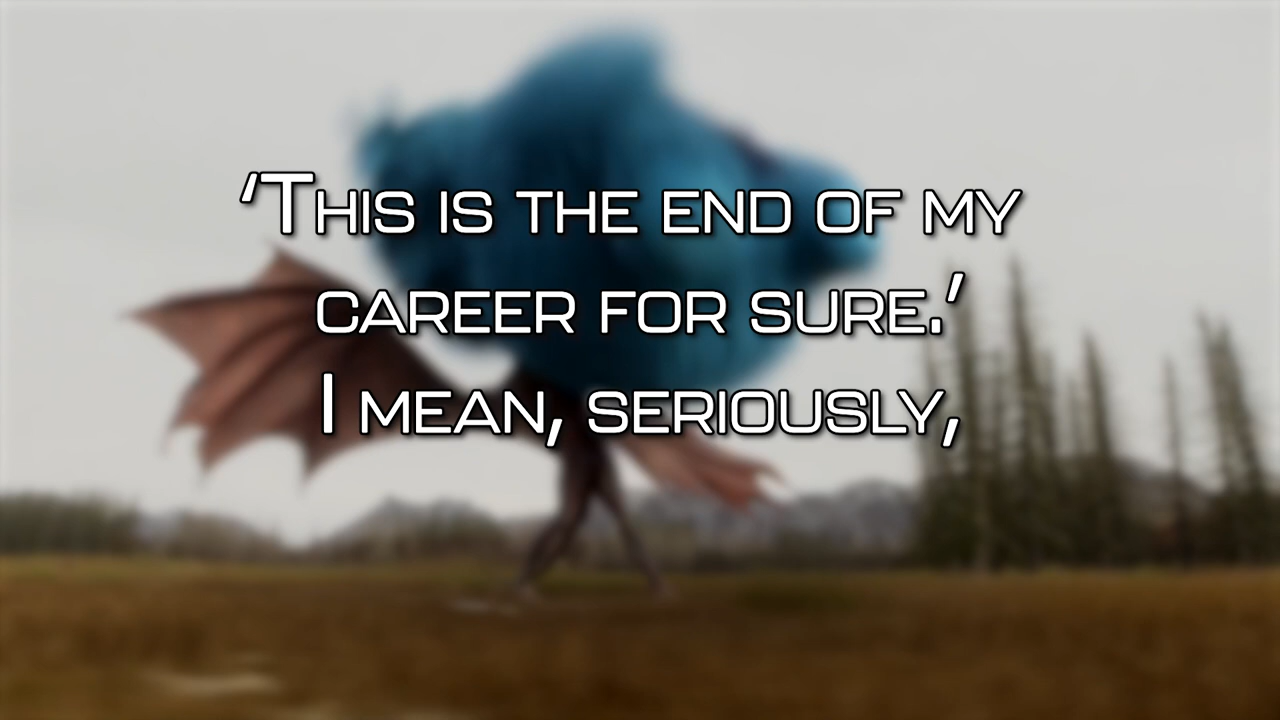 ‘This is the end of my
career for sure.’
I mean, seriously,